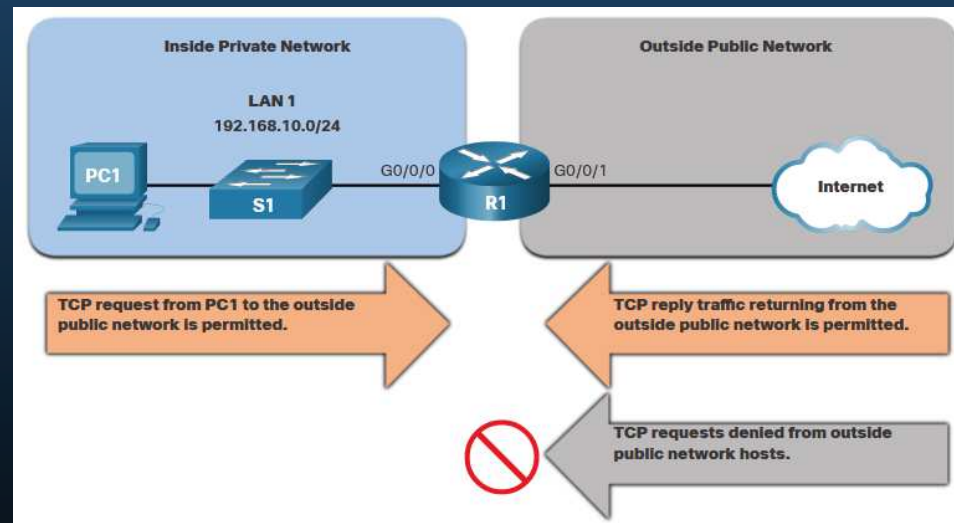 Inside Private Network
Outside Public Network
LAN 1
192.168.10.0/24
PC1
S1
G0/0/0
R1
G0/0/1
Internet
TCP request from PC1 to the outside
public network is permitted.
TCP reply traffic returning from the
outside public network is permitted.
TCP requests denied from outside
public network hosts.